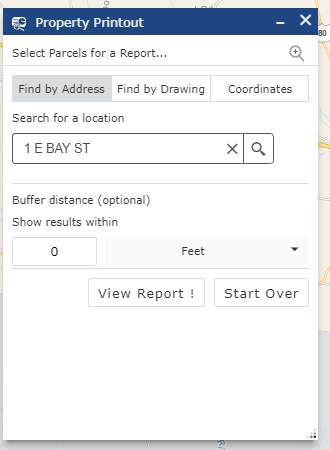 Property Printout
80
Select Parcels for a Report...
Find by Address Find by Drawing Coordinates
Search for a location
1 E BAY ST
Buffer distance (optional)
Show results within
0 Feet
View Report ! Start Over